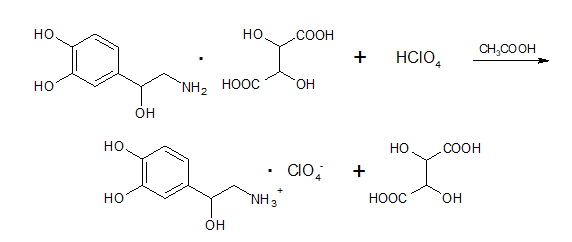 HO
HO
OH
NH2
·
HO
COOH
HOOC
OH
+
HClO4
CH3COOH
HO
HO
OH
NH3+
· ClO4-
+
HO
COOH
HOOC
OH